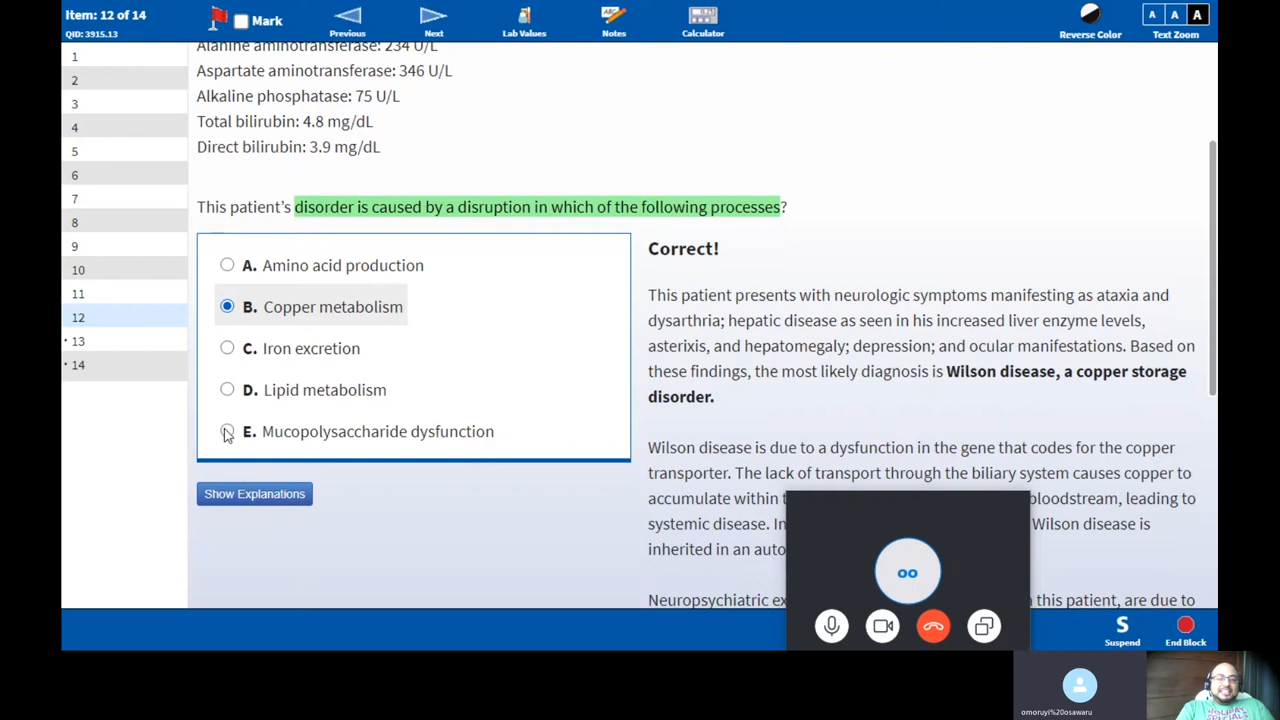 Item: 12 of 14
QID: 3915.13
Mark
Previous
Next
Lab Values
Notes
Calculator
Reverse Color
A A A
Text Zoom
1
2
3
4
5
6
7
8
9
10
11
12
13
14
Alanine aminotransferase: 234 U/L
Aspartate aminotransferase: 346 U/L
Alkaline phosphatase: 75 U/L
Total bilirubin: 4.8 mg/dL
Direct bilirubin: 3.9 mg/dL
This patient's disorder is caused by a disruption in which of the following processes?
A. Amino acid production
B. Copper metabolism
C. Iron excretion
D. Lipid metabolism
E. Mucopolysaccharide dysfunction
Show Explanations
Correct!
This patient presents with neurologic symptoms manifesting as ataxia and
dysarthria; hepatic disease as seen in his increased liver enzyme levels,
asterixis, and hepatomegaly; depression; and ocular manifestations. Based on
these findings, the most likely diagnosis is Wilson disease, a copper storage
disorder.
Wilson disease is due to a dysfunction in the gene that codes for the copper
transporter. The lack of transport through the biliary system causes copper to
accumulate within bloodstream, leading to
systemic disease. Wilson disease is
inherited in an
Neuropsychiatric this patient, are due to
OO
S
Suspend
End Block
omoruyi%20osawaru